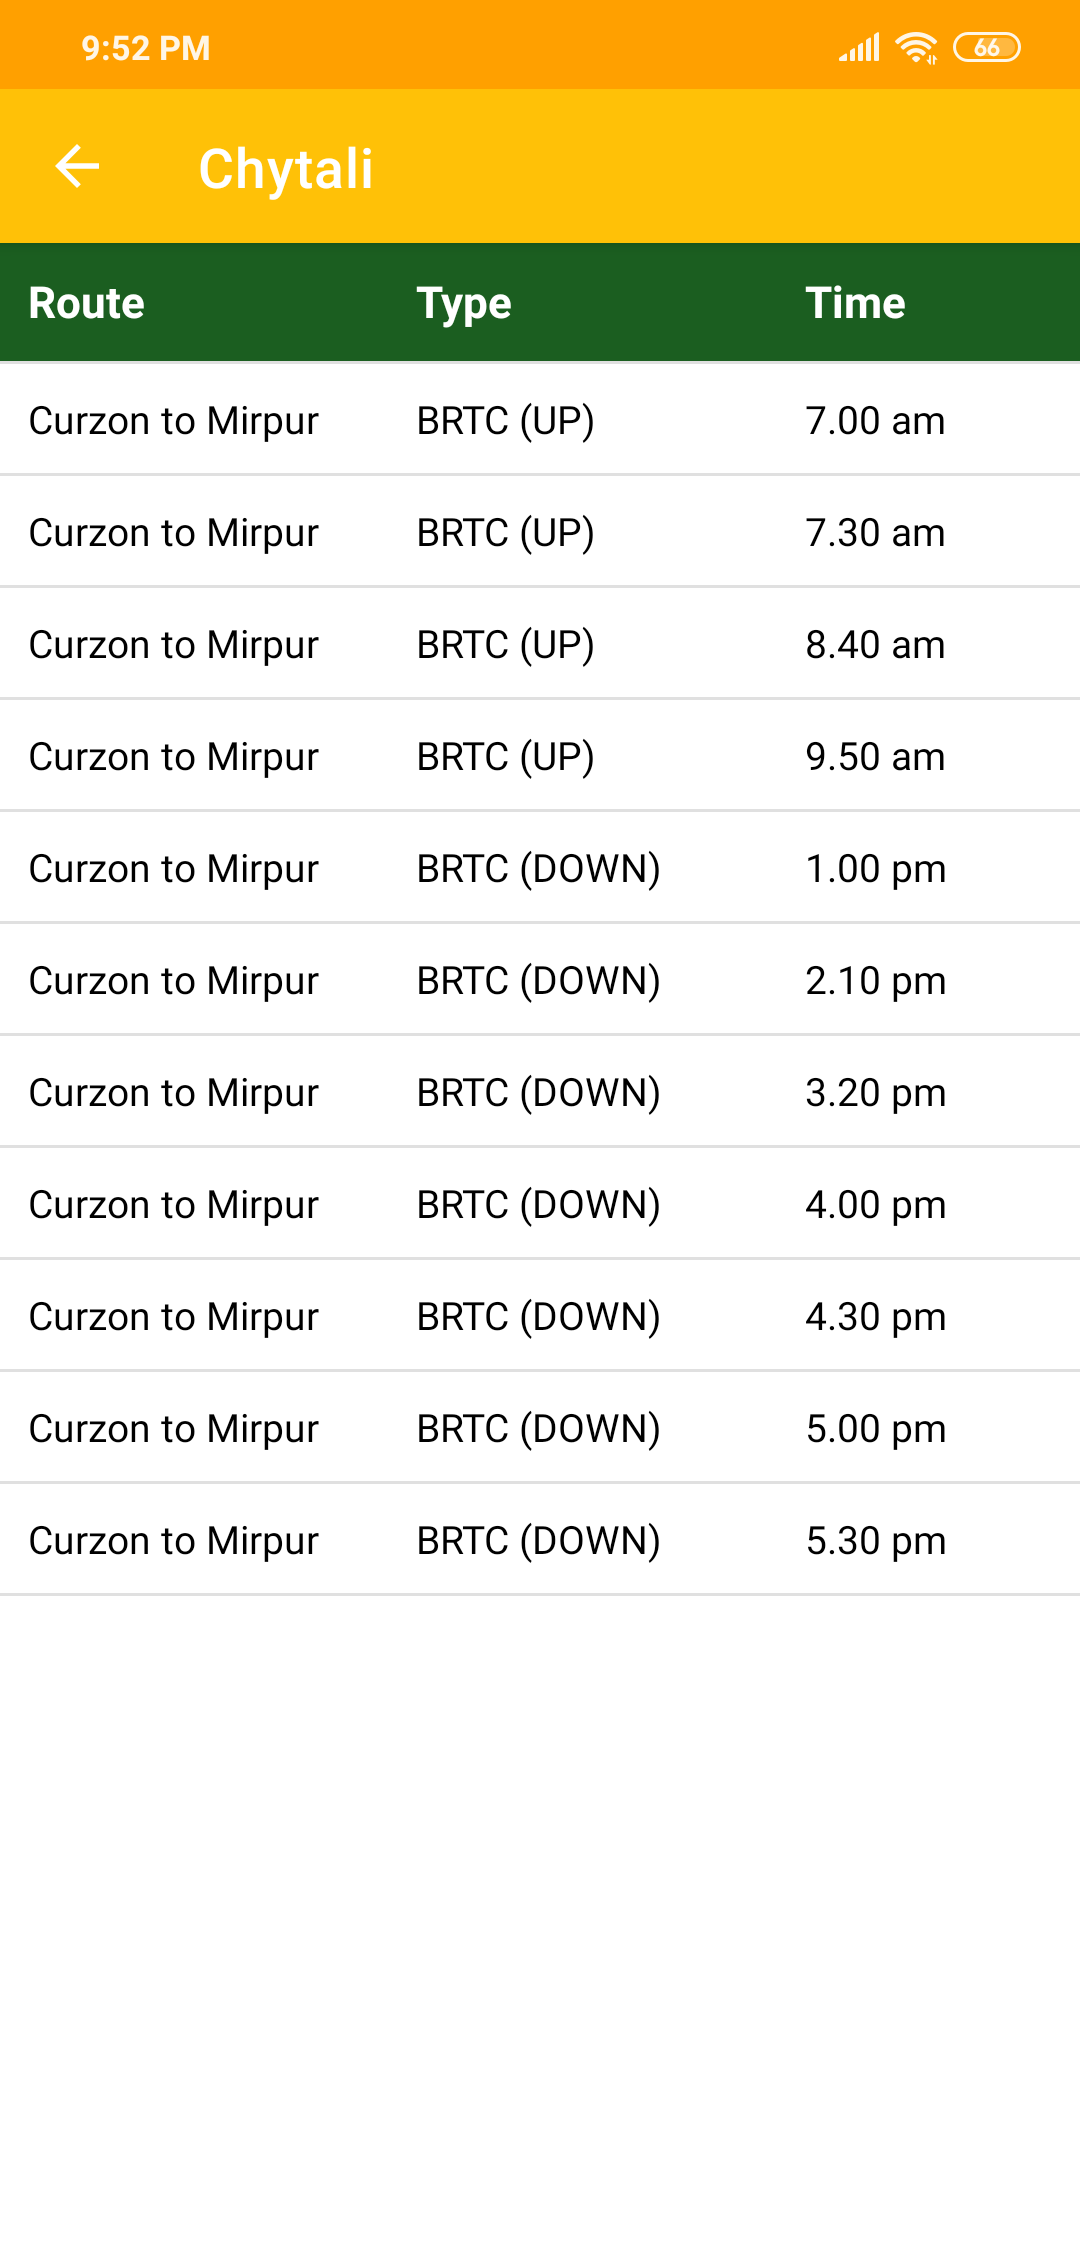 9:52 PM 66
Chytali
Route Type Time
Curzon to Mirpur BRTC (UP) 7.00 am
Curzon to Mirpur BRTC (UP) 7.30 am
Curzon to Mirpur BRTC (UP) 8.40 am
Curzon to Mirpur BRTC (UP) 9.50 am
Curzon to Mirpur BRTC (DOWN) 1.00 pm
Curzon to Mirpur BRTC (DOWN) 2.10 pm
Curzon to Mirpur BRTC (DOWN) 3.20 pm
Curzon to Mirpur BRTC (DOWN) 4.00 pm
Curzon to Mirpur BRTC (DOWN) 4.30 pm
Curzon to Mirpur BRTC (DOWN) 5.00 pm
Curzon to Mirpur BRTC (DOWN) 5.30 pm